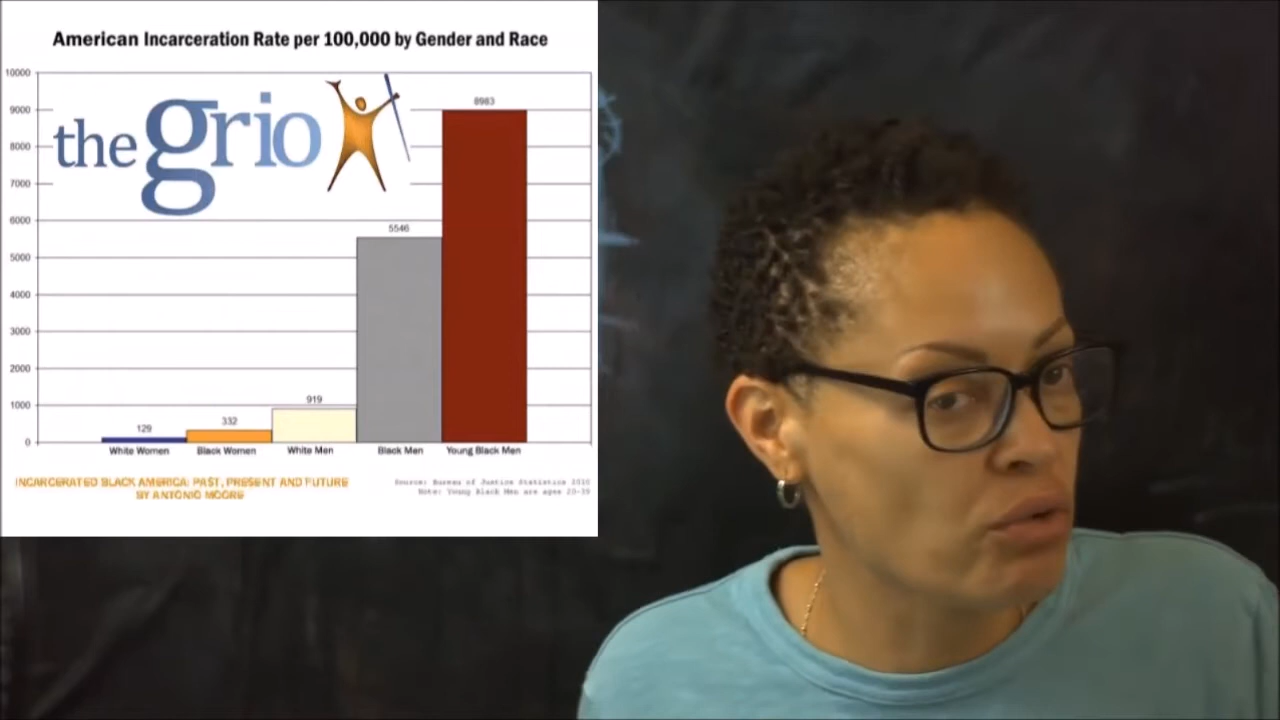 American Incarceration Rate per 100,000 by Gender and Race
10000
9000
8000
7000
6000
5000
4000
3000
2000
1000
0
the grio
129
332
919
5546
8983
White Women
Black Women
White Men
Black Men
Young Black Men
INCARCERATED BLACK AMERICA: PAST, PRESENT AND FUTURE
BY ANTONIO MOORE
Source: Bureau of Justice Statistics 2010
Note: Young Black Men are ages 20-39